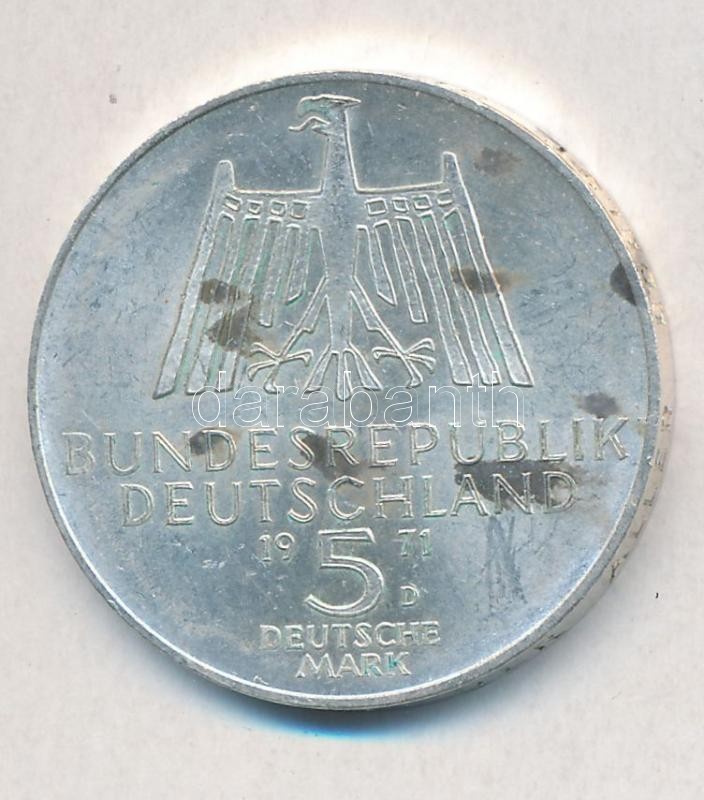 darabanth
BUNDESREPUBLIK
DEUTSCHLAND
19 71
5
D
DEUTSCHE
MARK